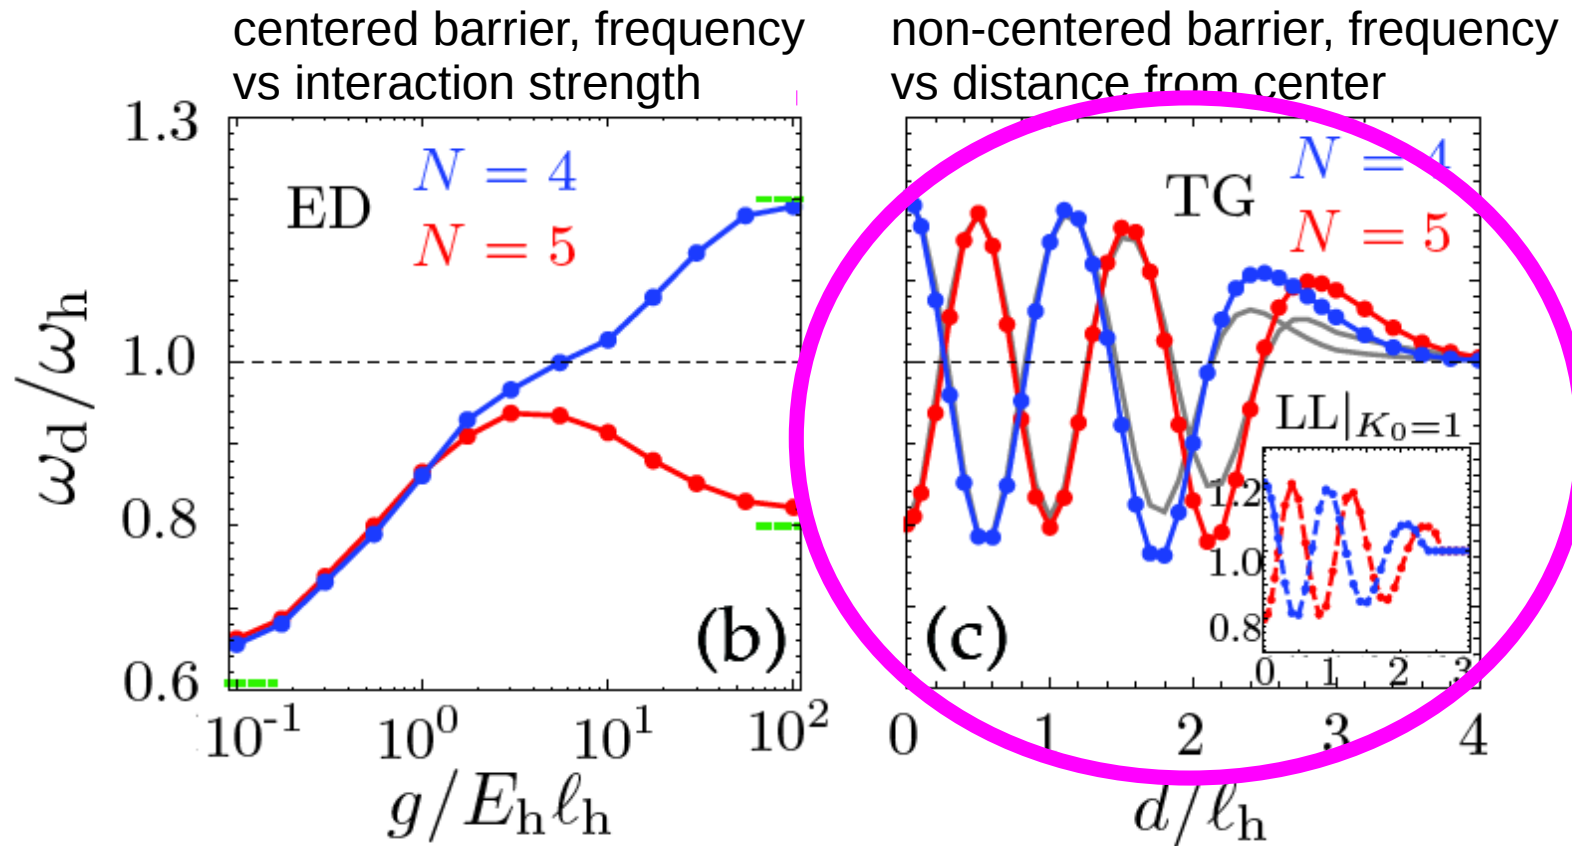 centered barrier, frequency
vs interaction strength
non-centered barrier, frequency
vs distance from center
1.3
1.0
0.8
0.6
ω_d/ω_h
ED
N = 4
N = 5
(b)
10^-1
10^0
10^1
10^2
g/E_hℓ_h
TG
N = 4
N = 5
LL|_{K_0=1}
1.2
1.0
0.8
0
1
2
3
(c)
0
1
2
3
4
d/ℓ_h